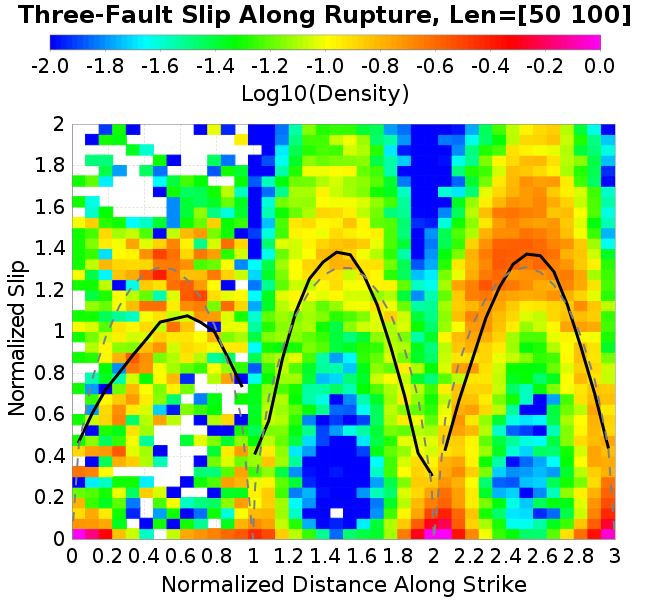 Three-Fault Slip Along Rupture, Len=[50 100]
-2.0 -1.8 -1.6 -1.4 -1.2 -1.0 -0.8 -0.6 -0.4 -0.2 0.0
Log10(Density)
2
1.8
1.6
1.4
1.2
1
0.8
0.6
0.4
0.2
0
Normalized Slip
0 0.2 0.4 0.6 0.8 1 1.2 1.4 1.6 1.8 2 2.2 2.4 2.6 2.8 3
Normalized Distance Along Strike